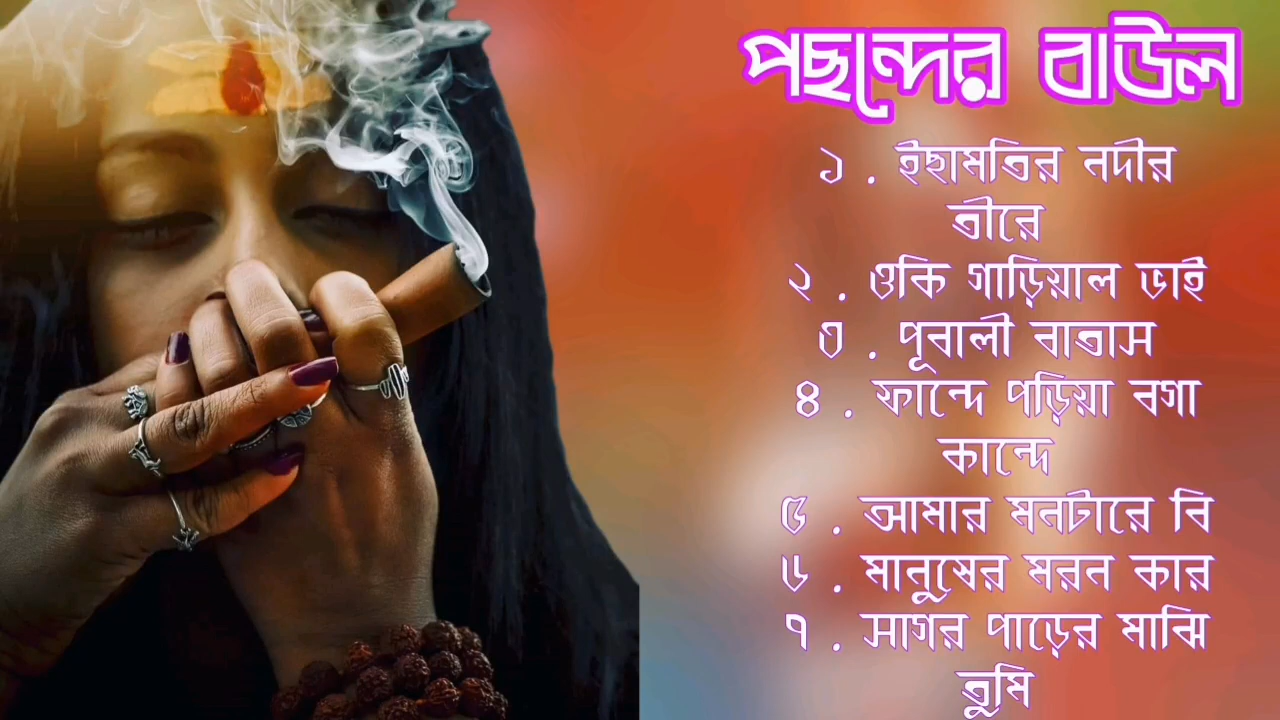 পছন্দের বাউল
১ . ইছামতির নদীর
তীরে
২ . ওকি গাড়িয়াল ভাই
৩ . পূবালী বাতাস
৪ . ফান্দে পড়িয়া বগা
কান্দে
৫ . আমার মনটারে বি
৬ . মানুষের মরন কার
৭ . সাগর পাড়ের মাঝি
তুমি